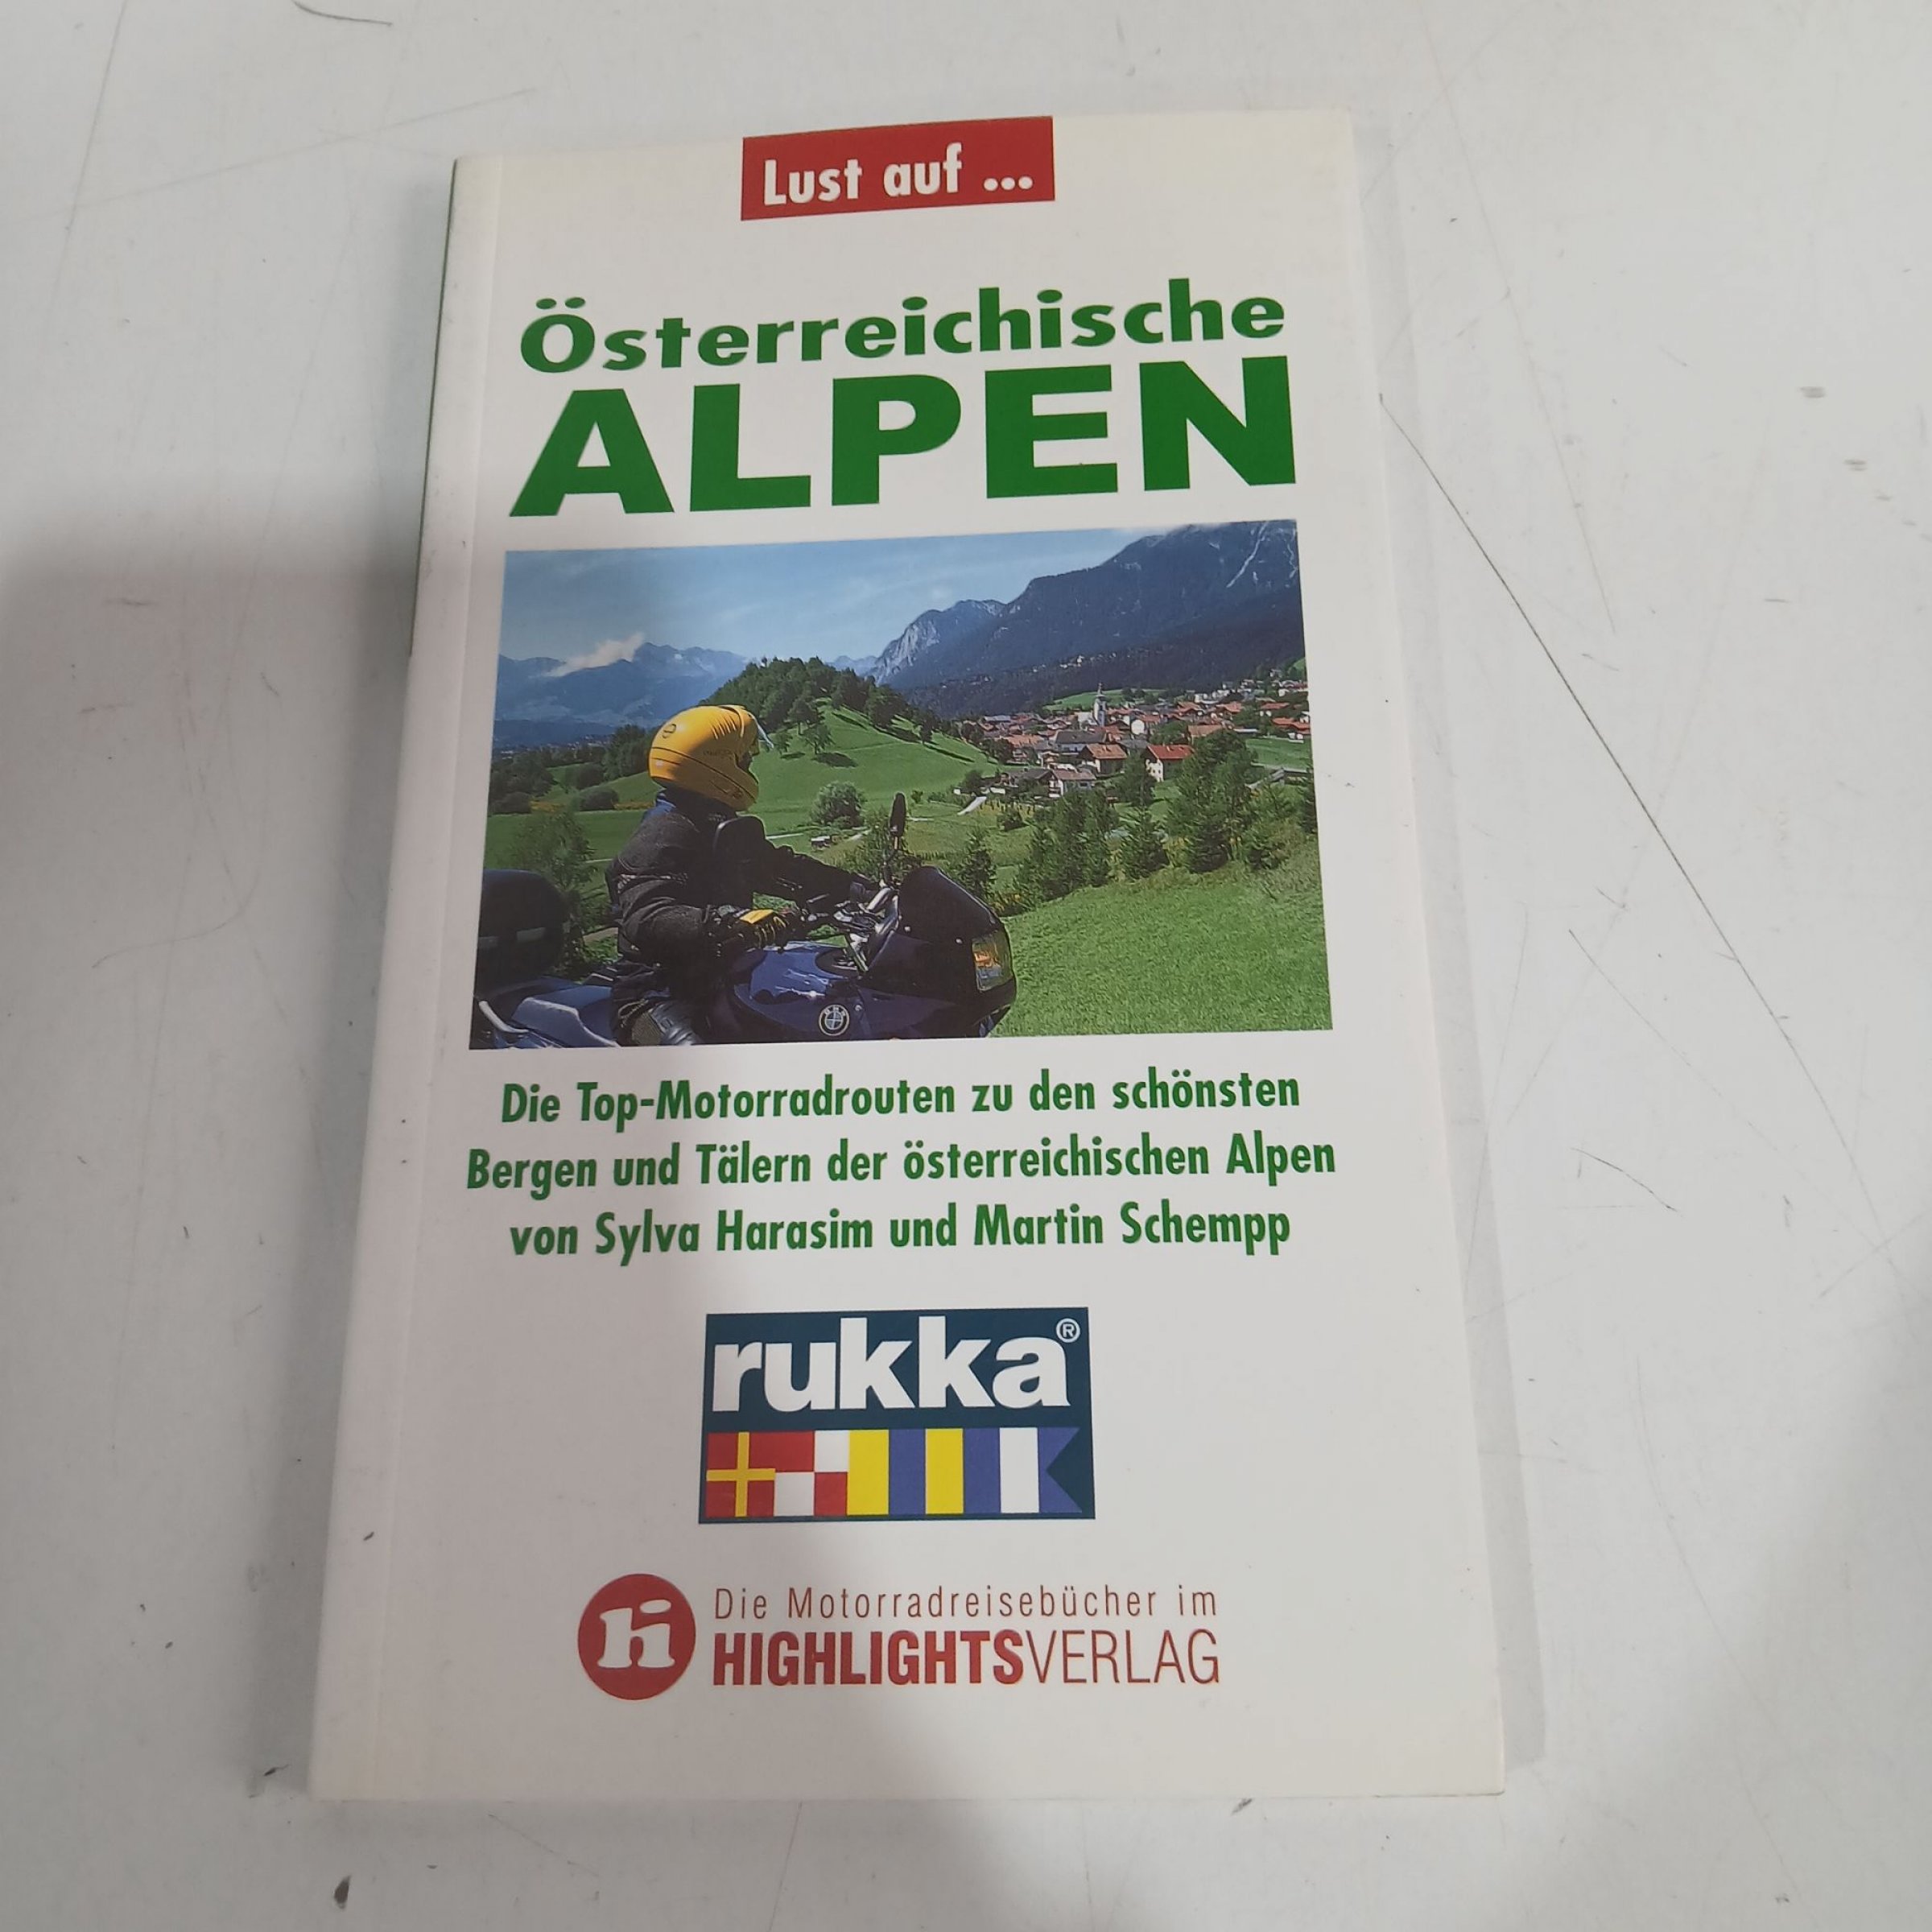 Lust auf ...
Österreichische
ALPEN
Die Top-Motorradrouten zu den schönsten
Bergen und Tälern der österreichischen Alpen
von Sylva Harasim und Martin Schempp
rukka®
Die Motorradreisebücher im
HIGHLIGHTSVERLAG